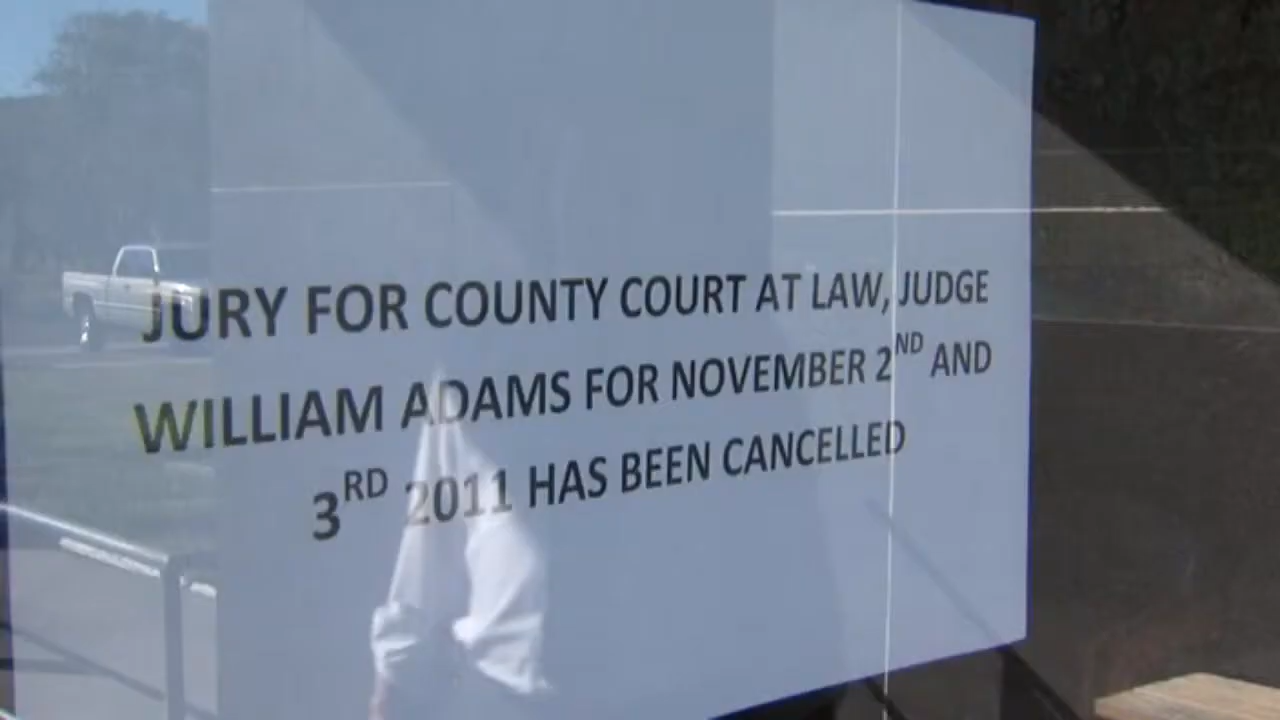 JURY FOR COUNTY COURT AT LAW, JUDGE
WILLIAM ADAMS FOR NOVEMBER 2ND AND
3RD 2011 HAS BEEN CANCELLED